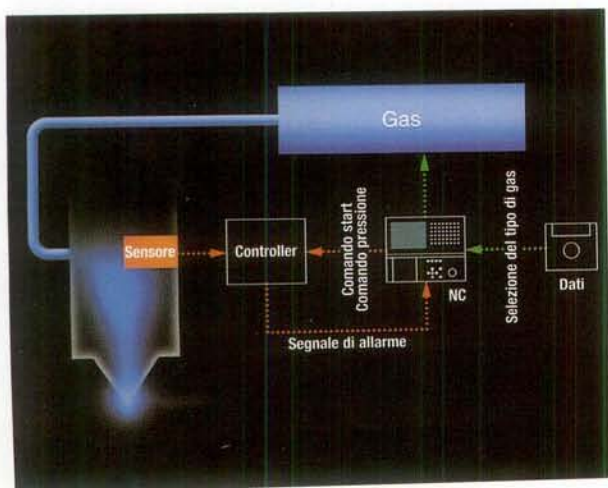 Gas
Sensore
Controller
Comando start
Comando pressione
NC
Selezione del tipo di gas
Dati
Segnale di allarme